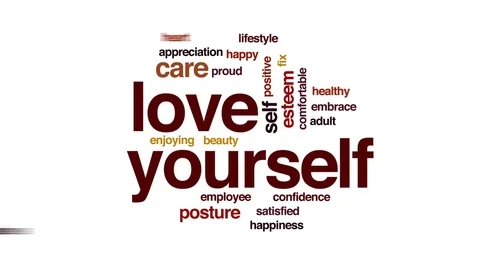 lifestyle
appreciation happy
care proud
positive
fix
healthy
love
self
esteem
comfortable
embrace
adult
enjoying beauty
yourself
employee confidence
posture satisfied
happiness